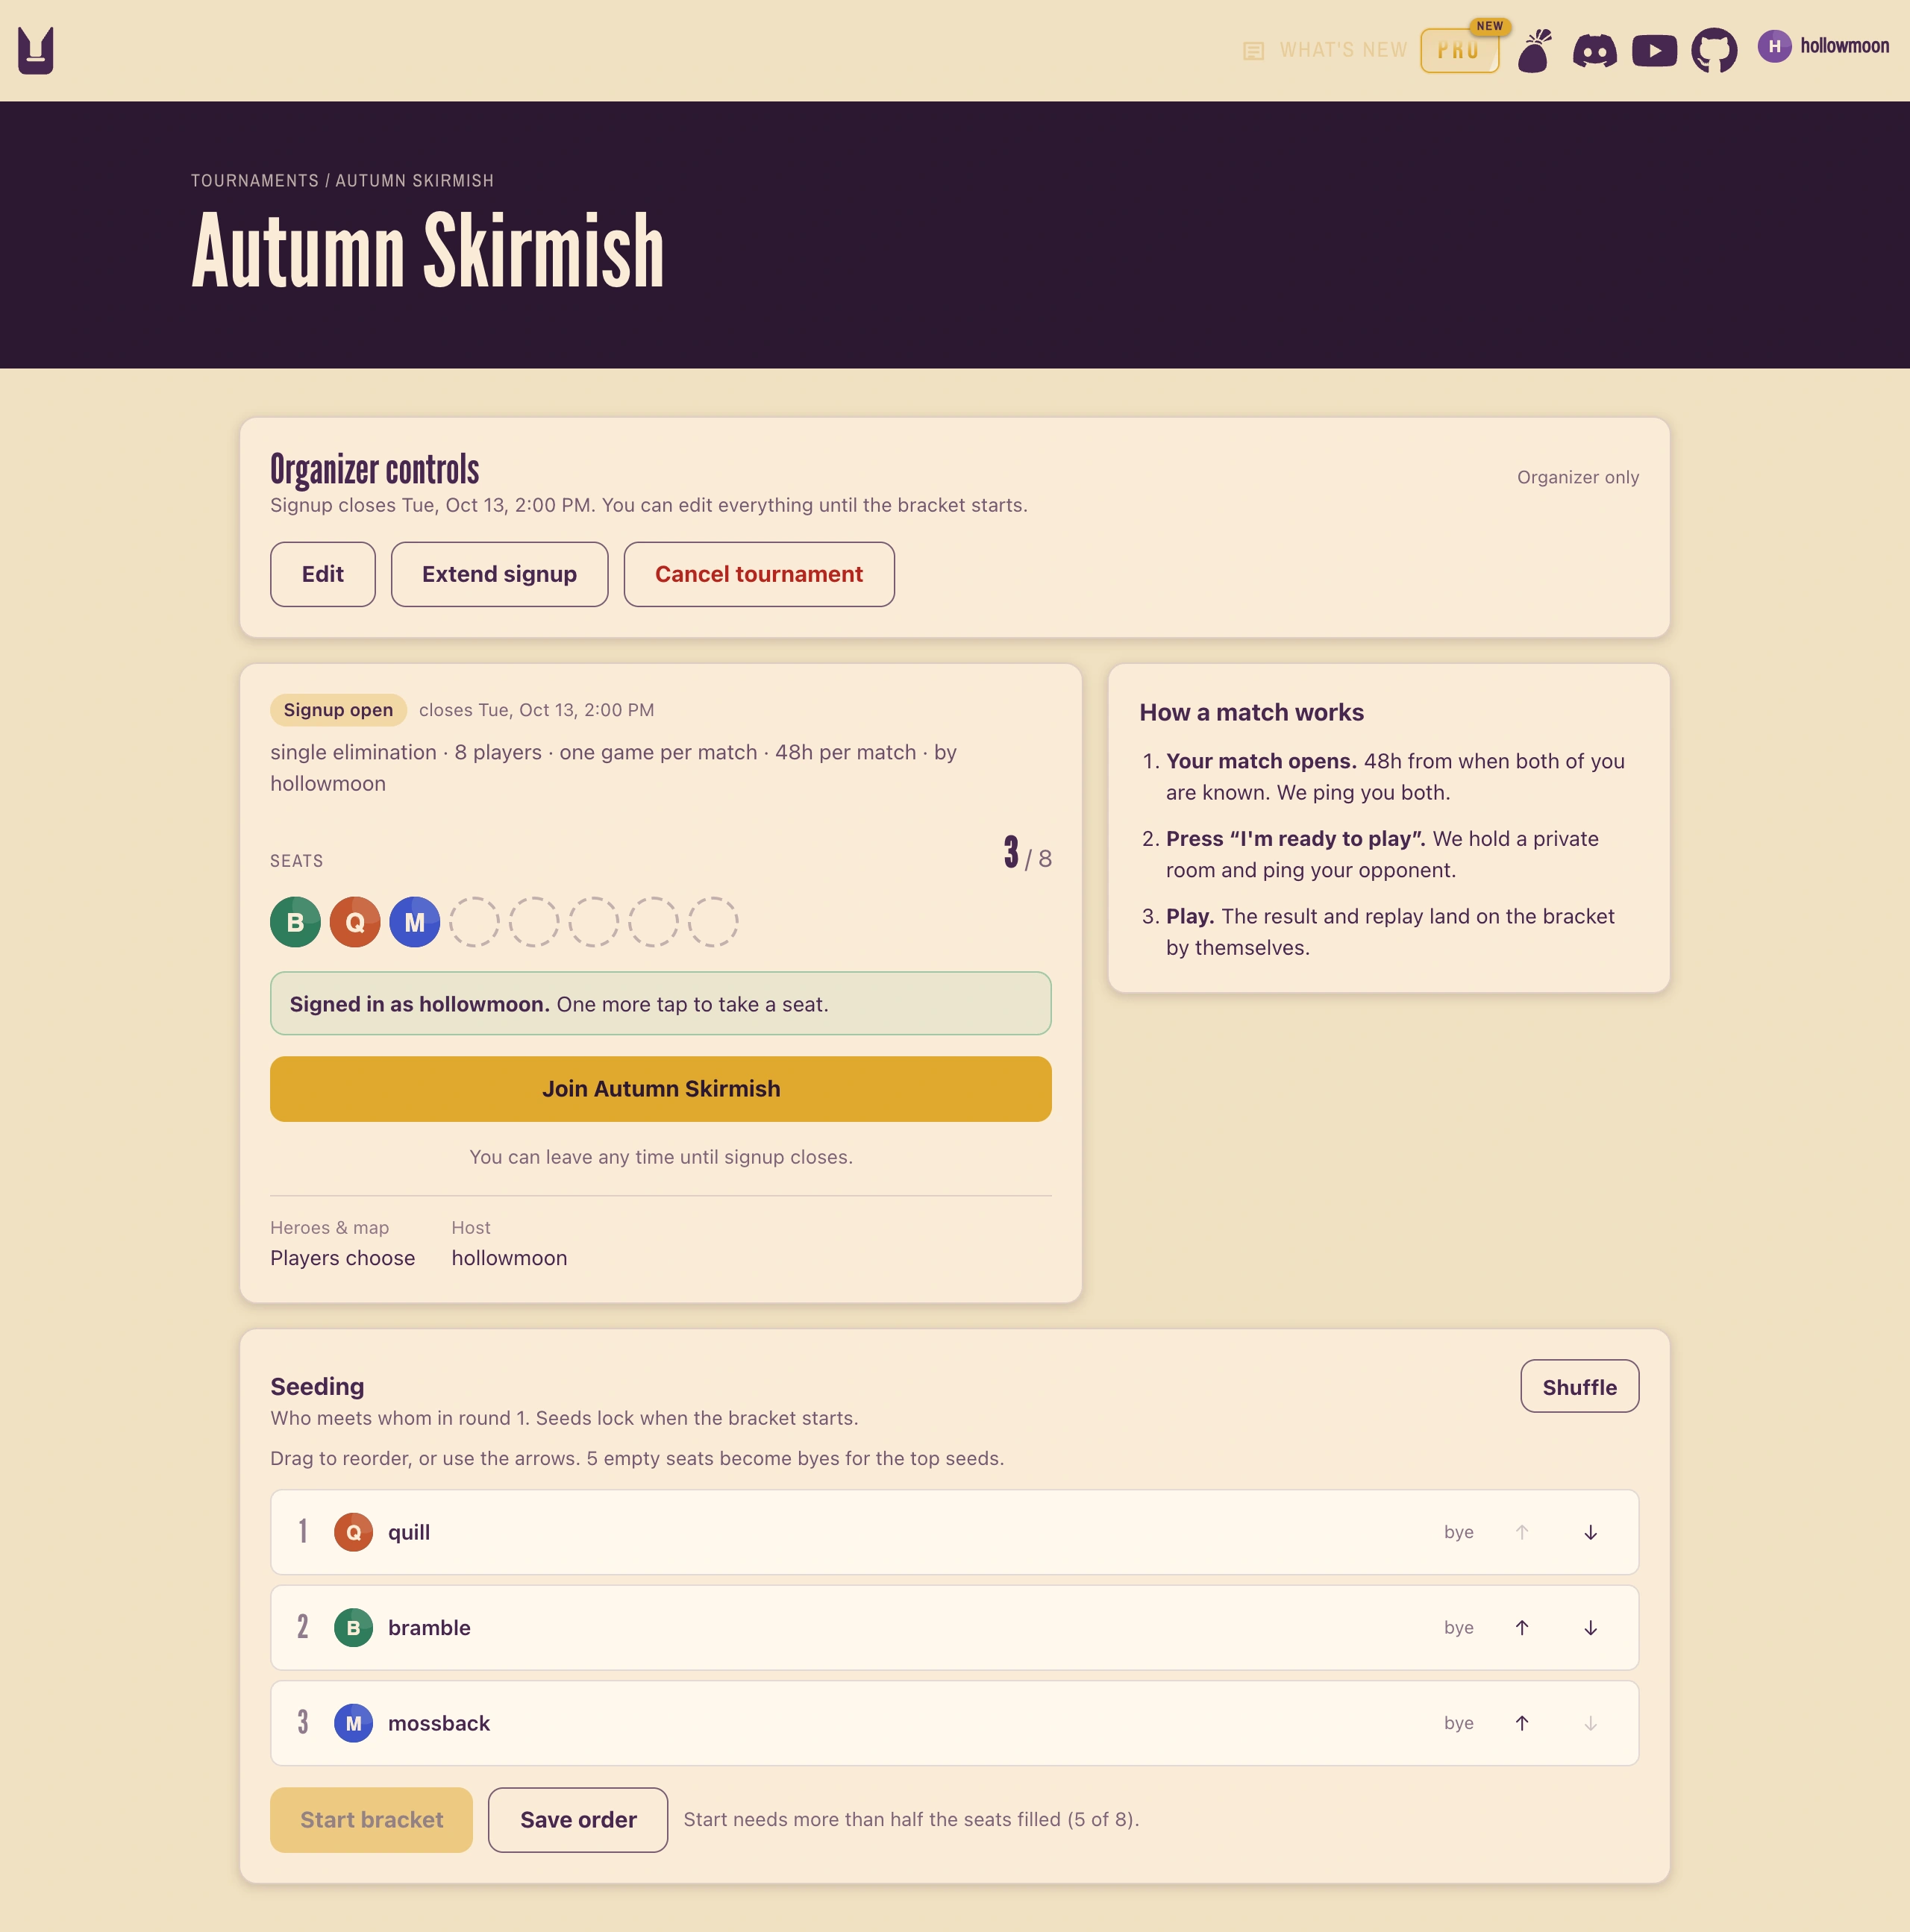 WHAT'S NEW
PRO
NEW
H
hollowmoon
TOURNAMENTS / AUTUMN SKIRMISH
Autumn Skirmish
Organizer controls
Organizer only
Signup closes Tue, Oct 13, 2:00 PM. You can edit everything until the bracket starts.
Edit
Extend signup
Cancel tournament
Signup open
closes Tue, Oct 13, 2:00 PM
single elimination · 8 players · one game per match · 48h per match · by
hollowmoon
SEATS
3 / 8
B
Q
M
Signed in as hollowmoon. One more tap to take a seat.
Join Autumn Skirmish
You can leave any time until signup closes.
Heroes & map
Players choose
Host
hollowmoon
How a match works
1. Your match opens. 48h from when both of you
are known. We ping you both.
2. Press “I'm ready to play”. We hold a private
room and ping your opponent.
3. Play. The result and replay land on the bracket
by themselves.
Seeding
Shuffle
Who meets whom in round 1. Seeds lock when the bracket starts.
Drag to reorder, or use the arrows. 5 empty seats become byes for the top seeds.
1 Q quill bye ↑ ↓
2 B bramble bye ↑ ↓
3 M mossback bye ↑ ↓
Start bracket
Save order
Start needs more than half the seats filled (5 of 8).